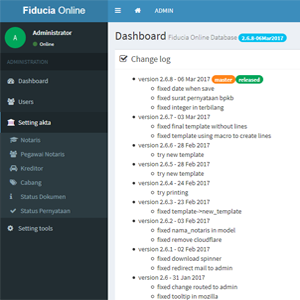 Fiducia Online
ADMIN
A
Administrator
Online
ADMINISTRATION
Dashboard
Users
Setting akta
Notaris
Pegawai Notaris
Kreditor
Cabang
Status Dokumen
Status Pernyataan
Setting tools
Dashboard Fiducia Online Database 2.6.8-06Mar2017
Change log
version 2.6.8 - 06 Mar 2017 master released
fixed date when save
fixed surat pernyataan bpkb
fixed integer in terbilang
version 2.6.7 - 03 Mar 2017
fixed final template without lines
fixed template using macro to create lines
version 2.6.6 - 28 Feb 2017
try new template
version 2.6.5 - 28 Feb 2017
try new template
version 2.6.4 - 24 Feb 2017
try printing
version 2.6.3 - 23 Feb 2017
fixed template->new_template
version 2.6.2 - 03 Feb 2017
fixed nama_notaris in model
fixed remove cloudflare
version 2.6.1 - 02 Feb 2017
fixed download spinner
fixed redirect mail to admin
version 2.6 - 31 Jan 2017
fixed change routed to admin
fixed tooltip in mozilla